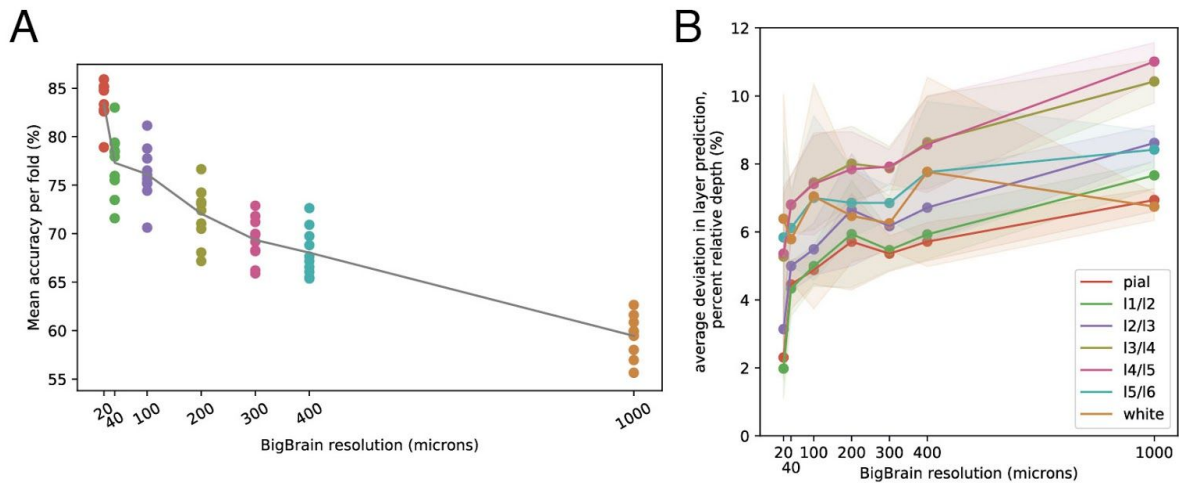 A
Mean accuracy per fold (%)
85
80
75
70
65
60
55
20
40
100
200
300
400
1000
BigBrain resolution (microns)
B
average deviation in layer prediction,
percent relative depth (%)
12
10
8
6
4
2
0
20
40
100
200
300
400
1000
BigBrain resolution (microns)
pial
l1/l2
l2/l3
l3/l4
l4/l5
l5/l6
white